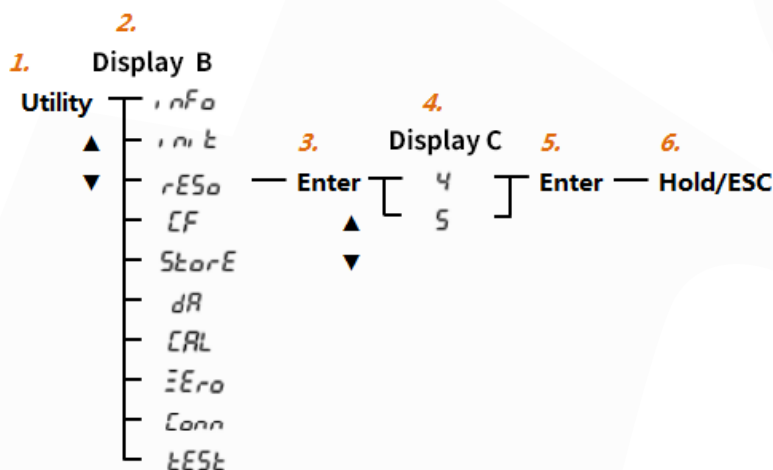 2.
1. Display B
Utility inFo
4.
▲ init 3. Display C 5. 6.
▼ rESo Enter 4 Enter Hold/ESC
CF ▲ 5
StorE ▼
dA
CAL
ZEro
Conn
tESt